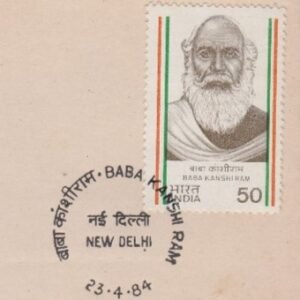 बाबा काशीराम
BABA KANSHI RAM
भारत
INDIA 50
बाबा कांशीराम • BABA KANSHI RAM
नई दिल्ली
NEW DELHI
23.4.84